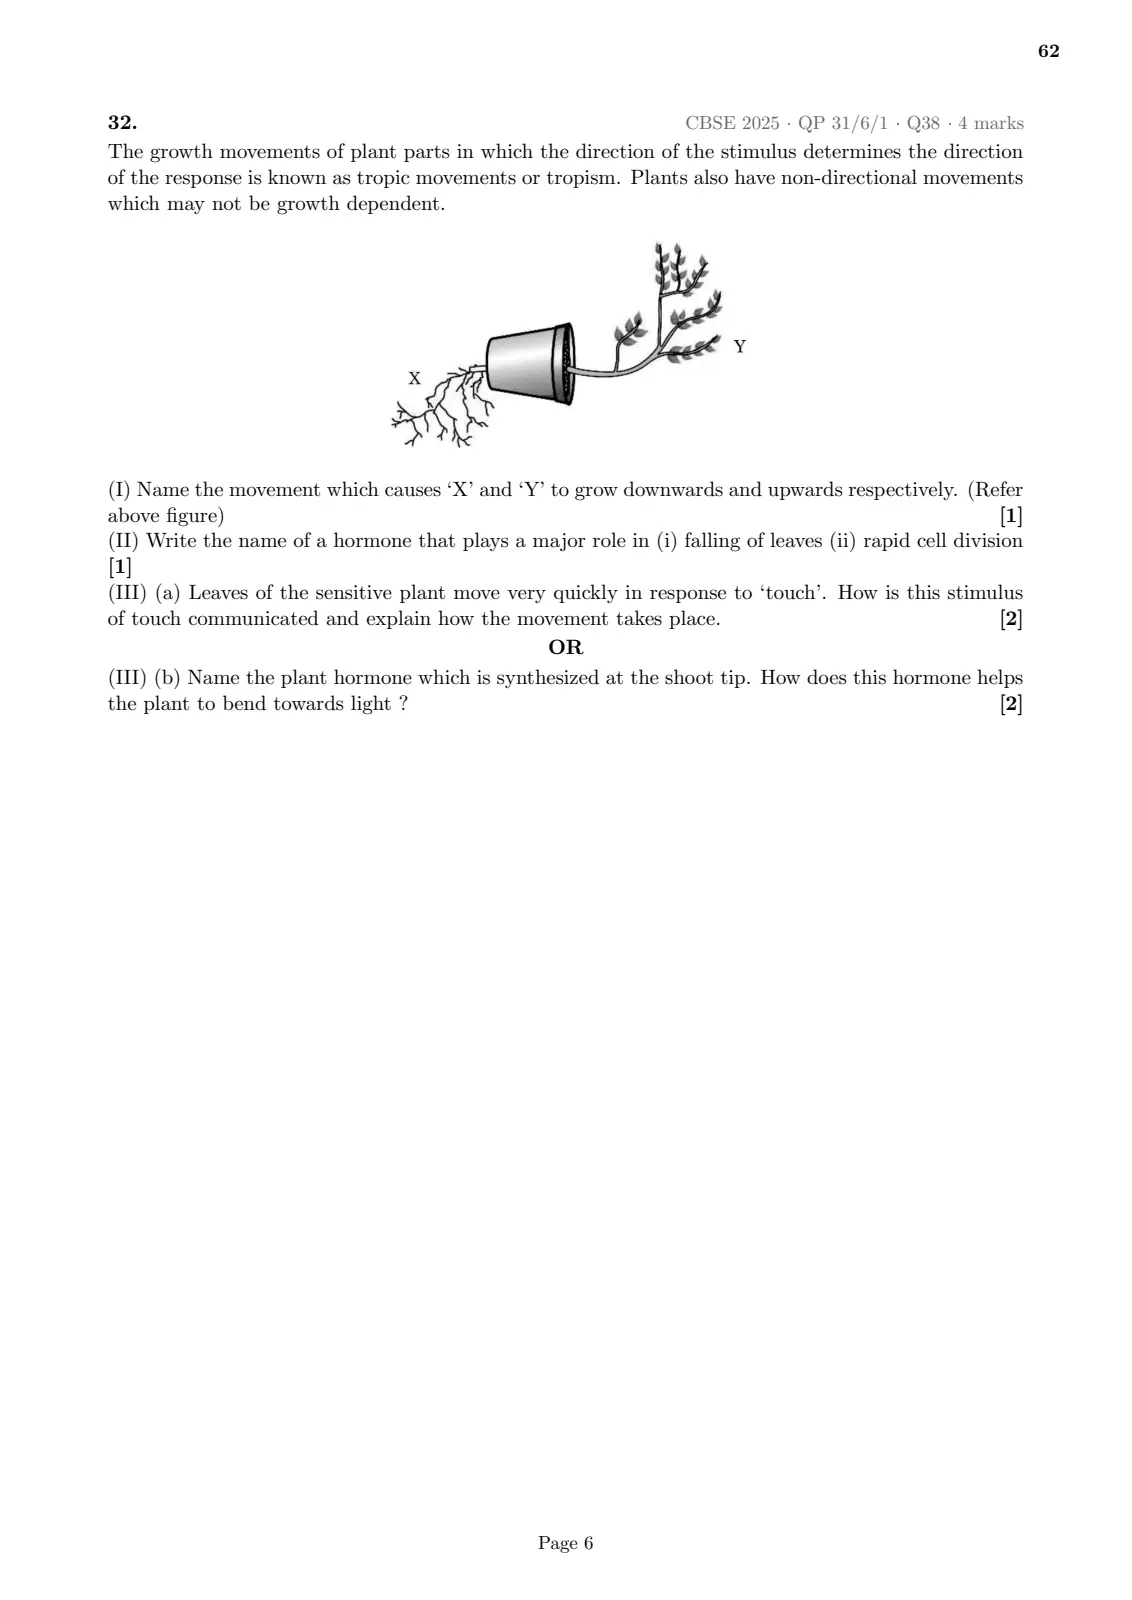 62
32. CBSE 2025 · QP 31/6/1 · Q38 · 4 marks
The growth movements of plant parts in which the direction of the stimulus determines the direction
of the response is known as tropic movements or tropism. Plants also have non-directional movements
which may not be growth dependent.
Y
X
(I) Name the movement which causes ‘X’ and ‘Y’ to grow downwards and upwards respectively. (Refer
above figure) [1]
(II) Write the name of a hormone that plays a major role in (i) falling of leaves (ii) rapid cell division
[1]
(III) (a) Leaves of the sensitive plant move very quickly in response to ‘touch’. How is this stimulus
of touch communicated and explain how the movement takes place. [2]
OR
(III) (b) Name the plant hormone which is synthesized at the shoot tip. How does this hormone helps
the plant to bend towards light ? [2]
Page 6